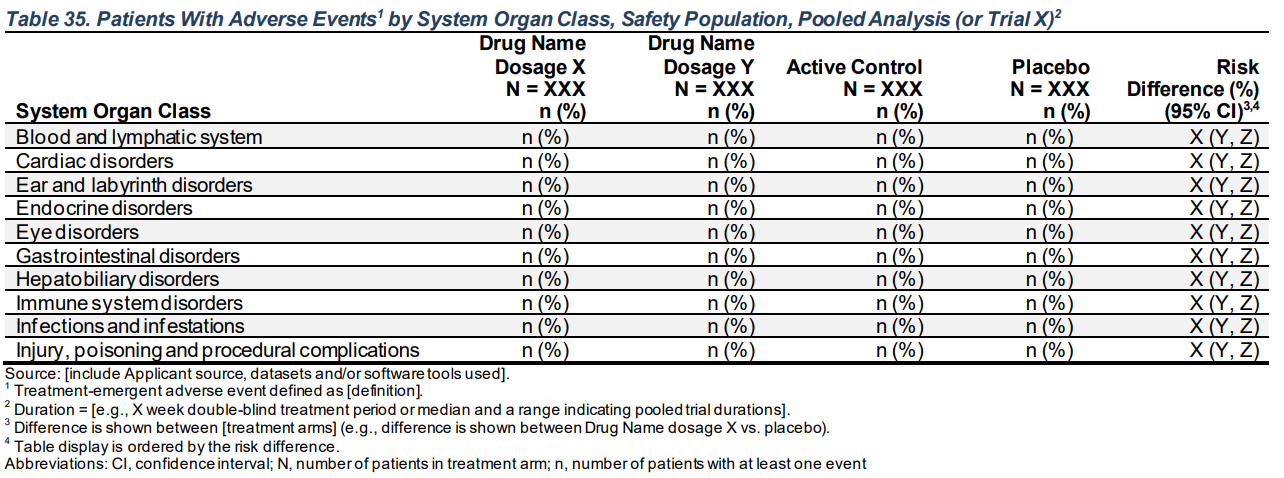 Table 35. Patients With Adverse Events1 by System Organ Class, Safety Population, Pooled Analysis (or Trial X)2
System Organ Class Drug Name Dosage X N = XXX n (%) Drug Name Dosage Y N = XXX n (%) Active Control N = XXX n (%) Placebo N = XXX n (%) Risk Difference (%) (95% CI)3,4
Blood and lymphatic system n (%) n (%) n (%) n (%) X (Y, Z)
Cardiac disorders n (%) n (%) n (%) n (%) X (Y, Z)
Ear and labyrinth disorders n (%) n (%) n (%) n (%) X (Y, Z)
Endocrine disorders n (%) n (%) n (%) n (%) X (Y, Z)
Eye disorders n (%) n (%) n (%) n (%) X (Y, Z)
Gastrointestinal disorders n (%) n (%) n (%) n (%) X (Y, Z)
Hepatobiliary disorders n (%) n (%) n (%) n (%) X (Y, Z)
Immune system disorders n (%) n (%) n (%) n (%) X (Y, Z)
Infections and infestations n (%) n (%) n (%) n (%) X (Y, Z)
Injury, poisoning and procedural complications n (%) n (%) n (%) n (%) X (Y, Z)
Source: [include Applicant source, datasets and/or software tools used].
1 Treatment-emergent adverse event defined as [definition].
2 Duration = [e.g., X week double-blind treatment period or median and a range indicating pooled trial durations].
3 Difference is shown between [treatment arms] (e.g., difference is shown between Drug Name dosage X vs. placebo).
4 Table display is ordered by the risk difference.
Abbreviations: CI, confidence interval; N, number of patients in treatment arm; n, number of patients with at least one event